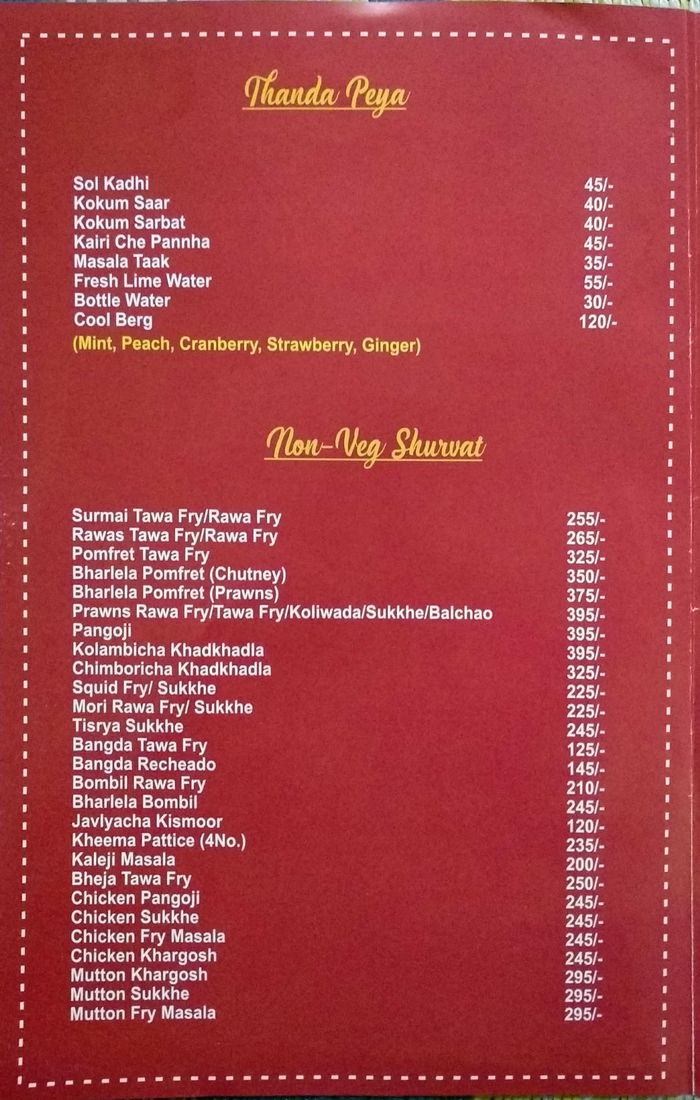 Thanda Peya
Sol Kadhi 45/-
Kokum Saar 40/-
Kokum Sarbat 40/-
Kairi Che Pannha 45/-
Masala Taak 35/-
Fresh Lime Water 55/-
Bottle Water 30/-
Cool Berg 120/-
(Mint, Peach, Cranberry, Strawberry, Ginger)
Non-Veg Shurvat
Surmai Tawa Fry/Rawa Fry 255/-
Rawas Tawa Fry/Rawa Fry 265/-
Pomfret Tawa Fry 325/-
Bharlela Pomfret (Chutney) 350/-
Bharlela Pomfret (Prawns) 375/-
Prawns Rawa Fry/Tawa Fry/Koliwada/Sukkhe/Balchao 395/-
Pangoji 395/-
Kolambicha Khadkhadla 395/-
Chimboricha Khadkhadla 325/-
Squid Fry/ Sukkhe 225/-
Mori Rawa Fry/ Sukkhe 225/-
Tisrya Sukkhe 245/-
Bangda Tawa Fry 125/-
Bangda Recheado 145/-
Bombil Rawa Fry 210/-
Bharlela Bombil 245/-
Javlyacha Kismoor 120/-
Kheema Pattice (4No.) 235/-
Kaleji Masala 200/-
Bheja Tawa Fry 250/-
Chicken Pangoji 245/-
Chicken Sukkhe 245/-
Chicken Fry Masala 245/-
Chicken Khargosh 245/-
Mutton Khargosh 295/-
Mutton Sukkhe 295/-
Mutton Fry Masala 295/-